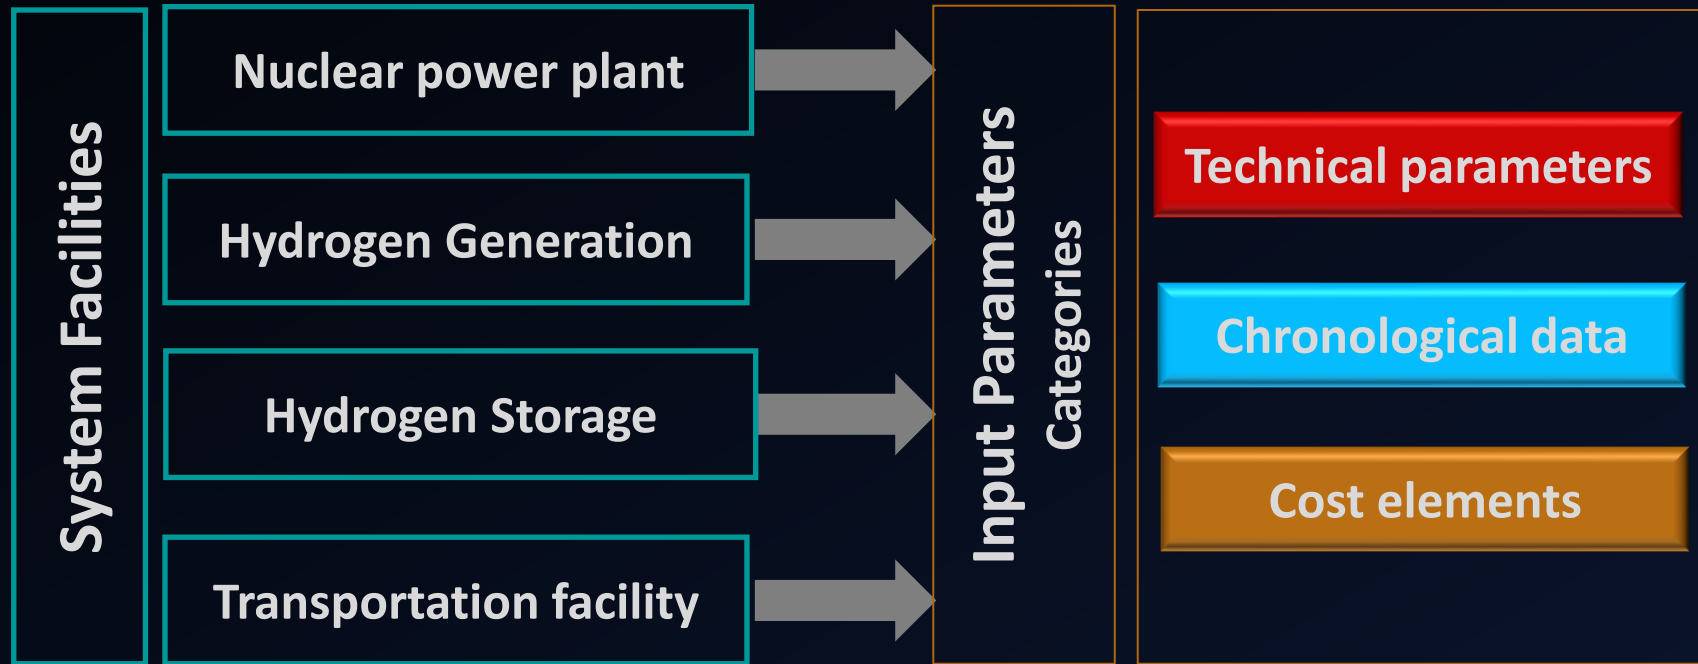 System Facilities
Nuclear power plant
Hydrogen Generation
Hydrogen Storage
Transportation facility
Input Parameters
Categories
Technical parameters
Chronological data
Cost elements